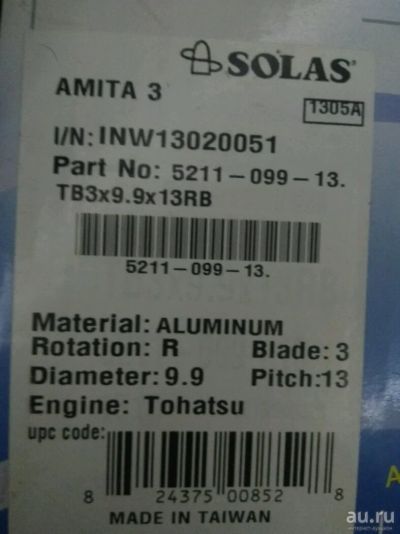 SOLAS
AMITA 3
1305A
I/N: INW13020051
Part No: 5211-099-13.
TB3x9.9x13RB
5211-099-13.
Material: ALUMINUM
Rotation: R Blade: 3
Diameter: 9.9 Pitch:13
Engine: Tohatsu
upc code:
8 24375 00852 8
MADE IN TAIWAN
A
au.ru